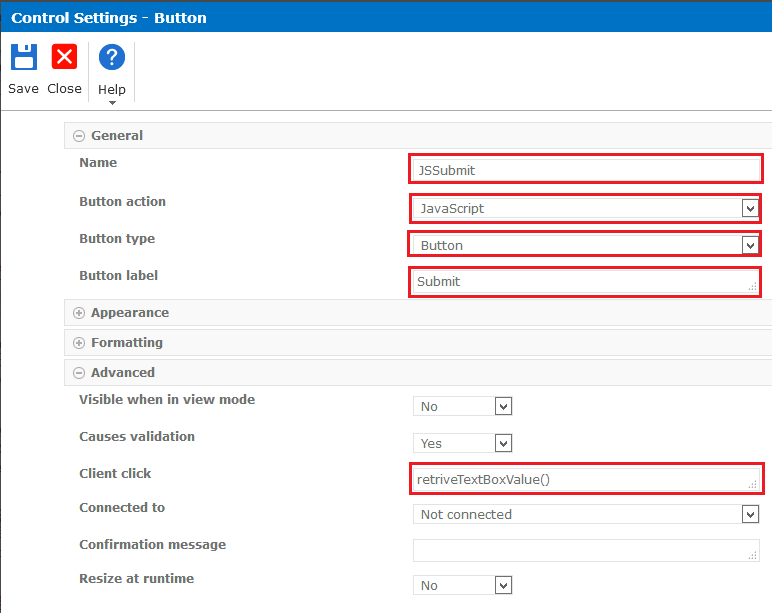 Control Settings - Button
Save Close Help
General
Name JSSubmit
Button action JavaScript
Button type Button
Button label Submit
Appearance
Formatting
Advanced
Visible when in view mode No
Causes validation Yes
Client click retriveTextBoxValue()
Connected to Not connected
Confirmation message
Resize at runtime No